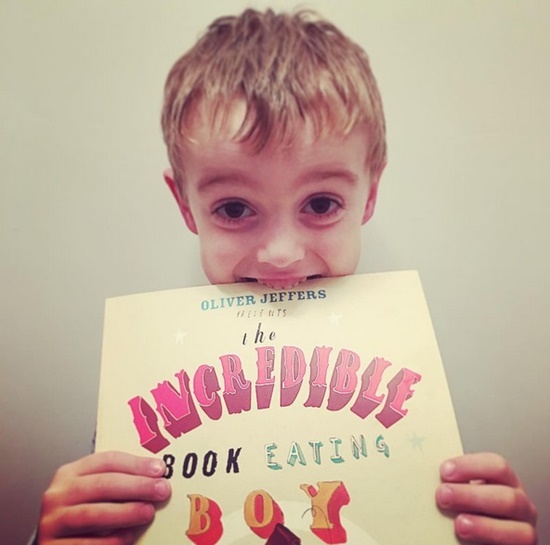 OLIVER JEFFERS
PRESENTS
the
INCREDIBLE
BOOK EATING
BOY